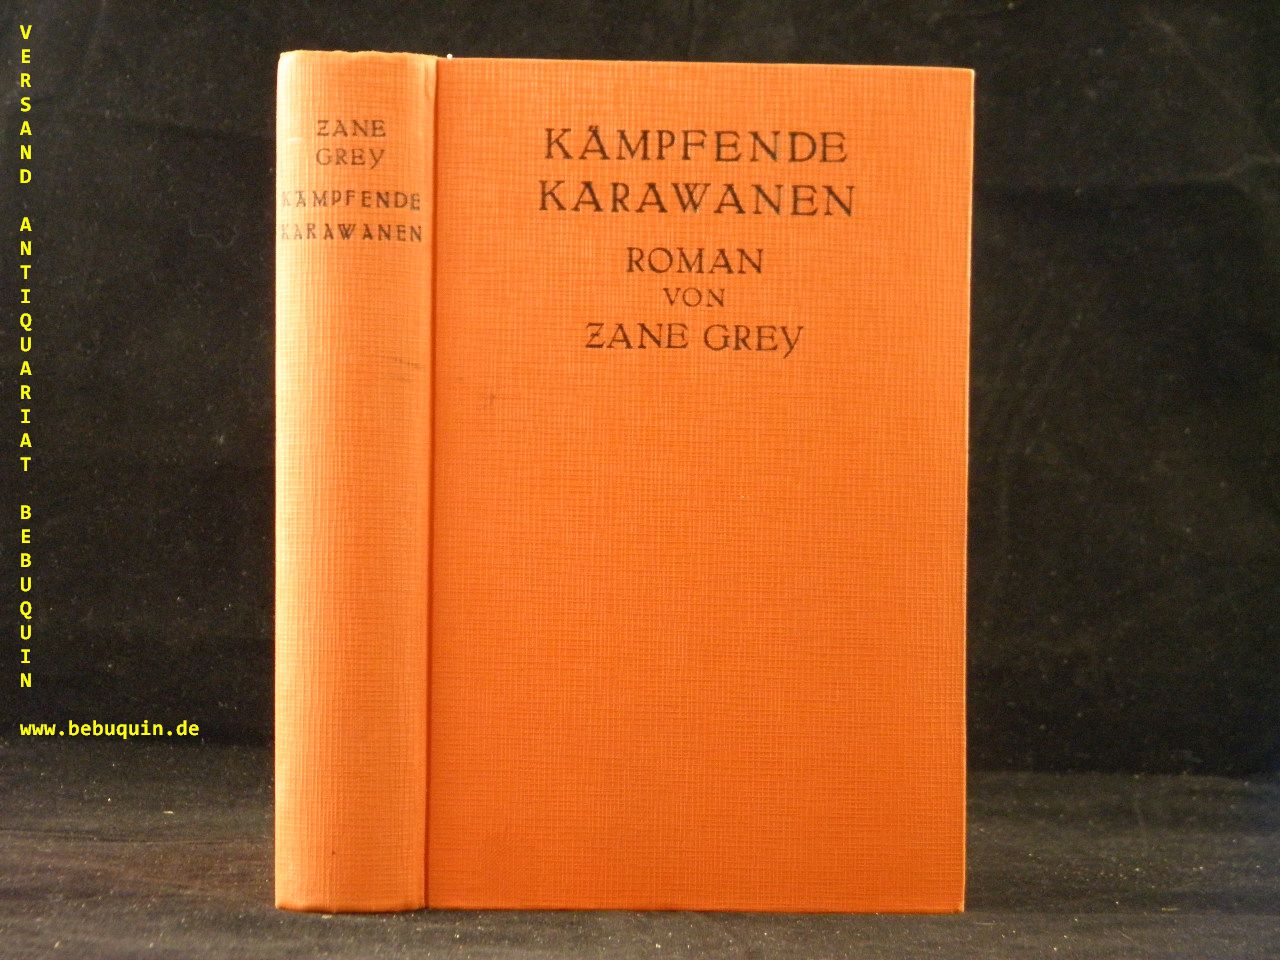 VERSAND ANTIQUARIAT BEBUQUIN
www.bebuquin.de
ZANE
GREY
KÄMPFENDE
KARAWANEN
KÄMPFENDE
KARAWANEN
ROMAN
VON
ZANE GREY